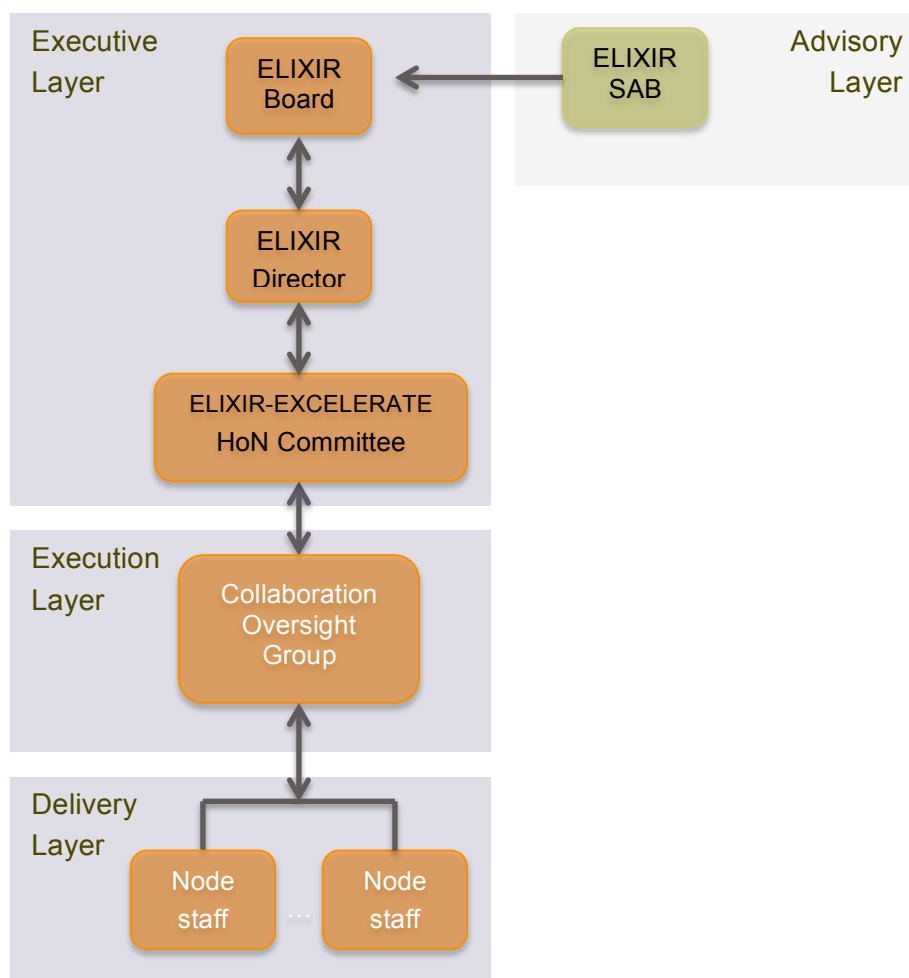 Executive
Layer
ELIXIR
Board
ELIXIR
SAB
Advisory
Layer
ELIXIR
Director
ELIXIR-EXCELERATE
HoN Committee
Execution
Layer
Collaboration
Oversight
Group
Delivery
Layer
Node
staff
...
Node
staff